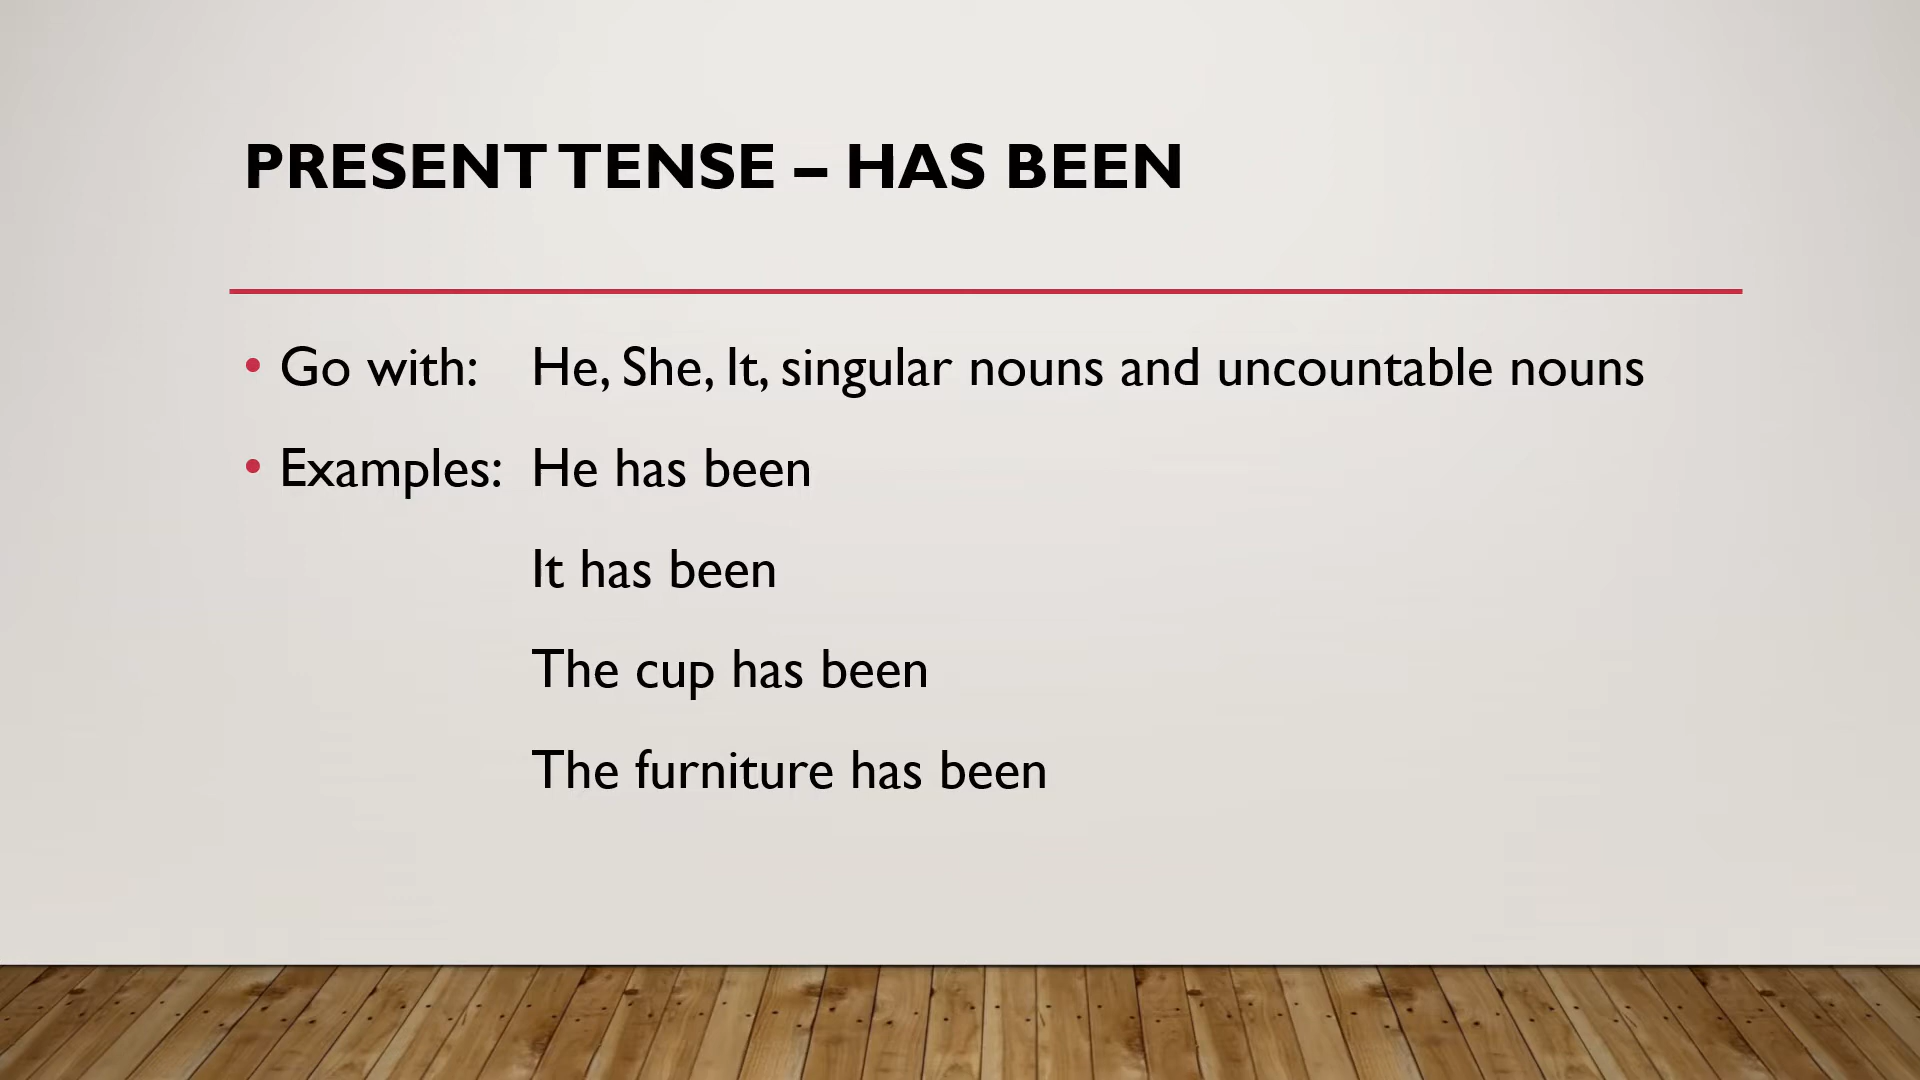 PRESENT TENSE – HAS BEEN
• Go with: He, She, It, singular nouns and uncountable nouns
• Examples: He has been
It has been
The cup has been
The furniture has been